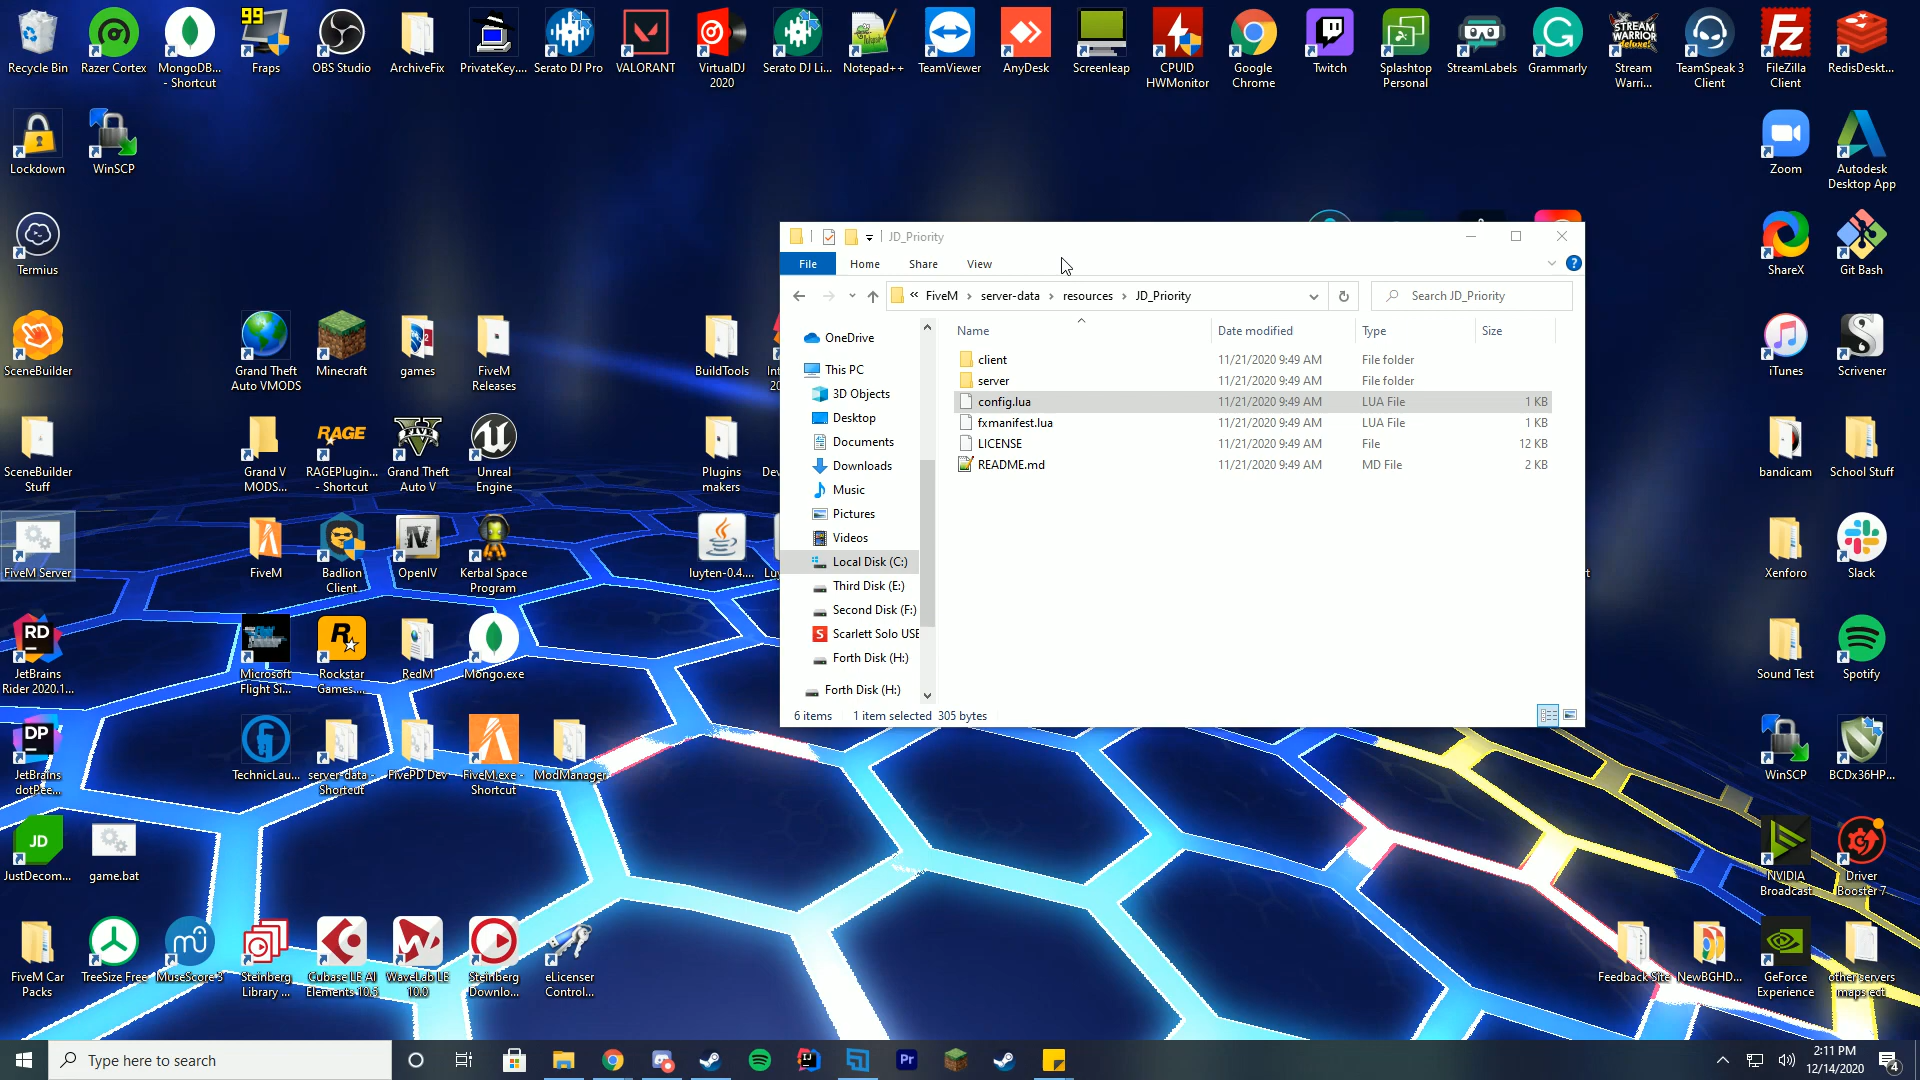 Recycle Bin
Razer Cortex
MongoDB...
- Shortcut
99
Fraps
OBS Studio
ArchiveFix
PrivateKey....
Serato DJ Pro
VALORANT
VirtualDJ
2020
Serato DJ Li...
Notepad++
TeamViewer
AnyDesk
Screenleap
CPUID
HWMonitor
Google
Chrome
Twitch
Splashtop
Personal
StreamLabels
Grammarly
STREAM
WARRIOR
Stream
Warri...
TeamSpeak 3
Client
FileZilla
Client
RedisDeskt...
Lockdown
WinSCP
Zoom
Autodesk
Desktop App
Termius
ShareX
Git Bash
JD_Priority
File
Home
Share
View
FiveM
server-data
resources
JD_Priority
Search JD_Priority
Name
Date modified
Type
Size
client
11/21/2020 9:49 AM
File folder
server
11/21/2020 9:49 AM
File folder
config.lua
11/21/2020 9:49 AM
LUA File
1 KB
fxmanifest.lua
11/21/2020 9:49 AM
LUA File
1 KB
LICENSE
11/21/2020 9:49 AM
File
12 KB
README.md
11/21/2020 9:49 AM
MD File
2 KB
OneDrive
This PC
3D Objects
Desktop
Documents
Downloads
Music
Pictures
Videos
Local Disk (C:)
Third Disk (E:)
Second Disk (F:)
Scarlett Solo USB
Forth Disk (H:)
Forth Disk (H:)
6 items
1 item selected 305 bytes
SceneBuilder
Grand Theft
Auto VMODS
Minecraft
games
FiveM
Releases
BuildTools
iTunes
Scrivener
SceneBuilder
Stuff
Grand V
MODS...
RAGE
RAGEPlugin...
- Shortcut
Grand Theft
Auto V
Unreal
Engine
Plugins
makers
bandicam
School Stuff
FiveM Server
FiveM
Badlion
Client
OpenIV
Kerbal Space
Program
luyten-0.4....
Xenforo
Slack
RD
JetBrains
Rider 2020.1...
Microsoft
Flight Si...
Rockstar
Games....
RedM
Mongo.exe
Sound Test
Spotify
DP
JetBrains
dotPee...
TechnicLau...
server-data -
Shortcut
FivePD Dev
FiveM.exe -
Shortcut
ModManager
WinSCP
BCDx36HP...
JD
JustDecom...
game.bat
NVIDIA
Broadcast
Driver
Booster 7
FiveM Car
Packs
TreeSize Free
MuseScore 3
Steinberg
Library ...
Cubase LE AI
Elements 10.5
WaveLab LE
10.0
Steinberg
Downlo...
eLicenser
Control...
Feedback Site
NewBGHD...
GeForce
Experience
other servers
maps ect
Type here to search
Pr
2:11 PM
12/14/2020
4